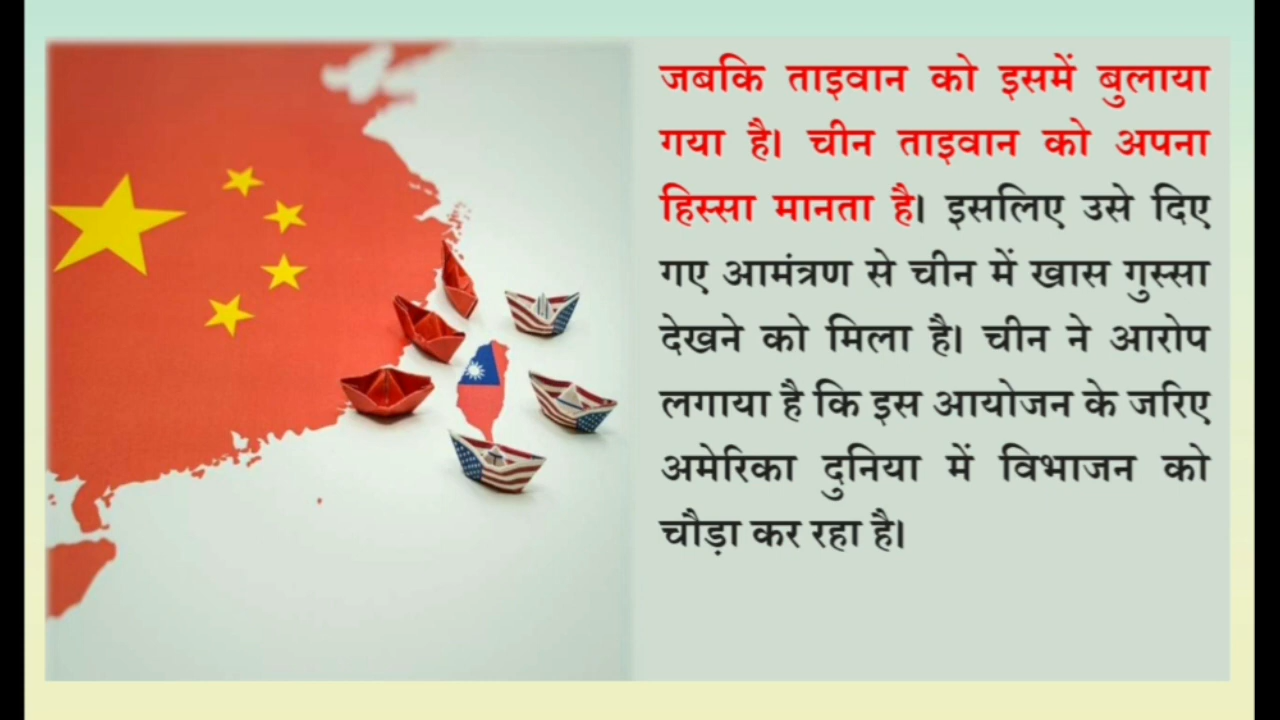 जबकि ताइवान को इसमें बुलाया
गया है। चीन ताइवान को अपना
हिस्सा मानता है। इसलिए उसे दिए
गए आमंत्रण से चीन में खास गुस्सा
देखने को मिला है। चीन ने आरोप
लगाया है कि इस आयोजन के जरिए
अमेरिका दुनिया में विभाजन को
चौड़ा कर रहा है।